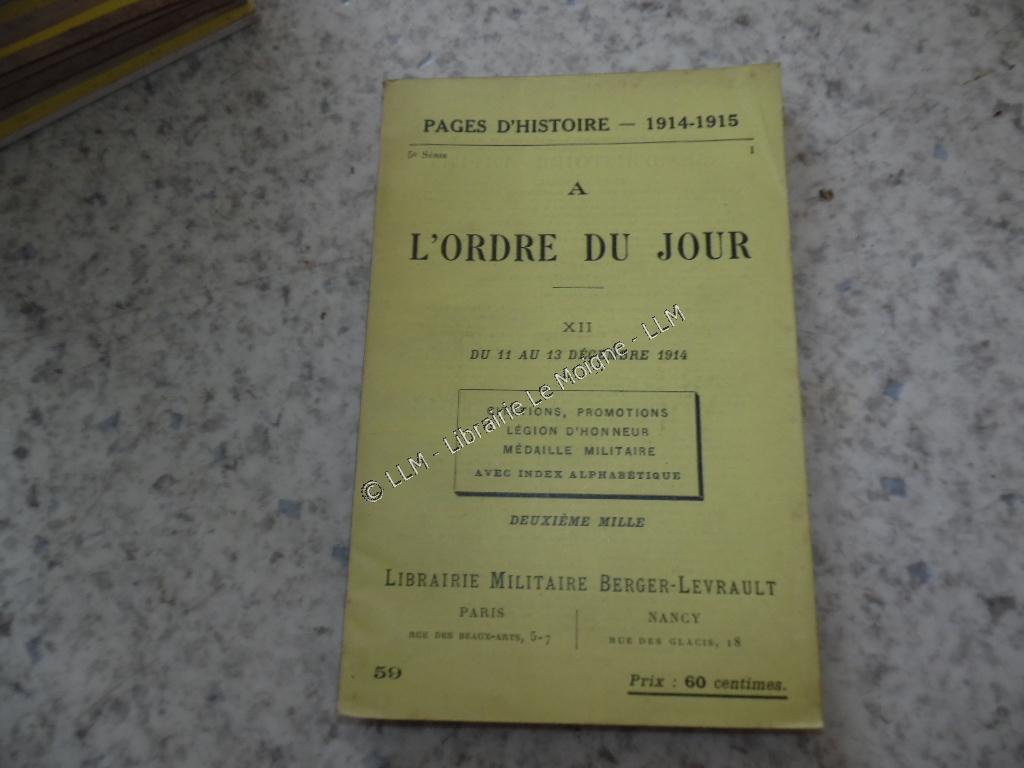 PAGES D'HISTOIRE — 1914-1915
5e Série 1
A
L'ORDRE DU JOUR
XII
DU 11 AU 13 DÉCEMBRE 1914
CITATIONS, PROMOTIONS
LÉGION D'HONNEUR
MÉDAILLE MILITAIRE
AVEC INDEX ALPHABÉTIQUE
DEUXIÈME MILLE
LIBRAIRIE MILITAIRE BERGER-LEVRAULT
PARIS
RUE DES BEAUX-ARTS, 5-7
NANCY
RUE DES GLACIS, 18
59
Prix : 60 centimes.
© LLM - Librairie Le Moigne - LLM